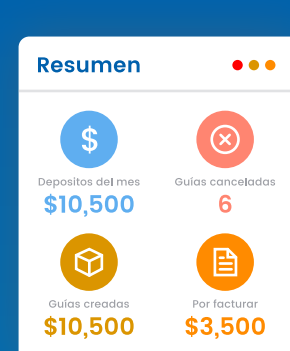 Resumen
$
Depositos del mes
$10,500
Guías canceladas
6
Guías creadas
$10,500
Por facturar
$3,500